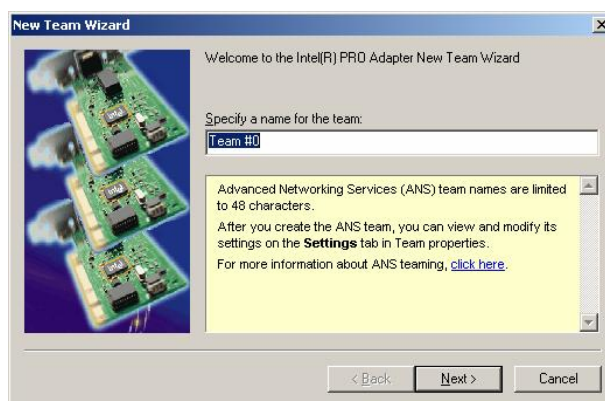 New Team Wizard
Welcome to the Intel(R) PRO Adapter New Team Wizard
Specify a name for the team:
Team #0
Advanced Networking Services (ANS) team names are limited
to 48 characters.
After you create the ANS team, you can view and modify its
settings on the Settings tab in Team properties.
For more information about ANS teaming, click here.
< Back
Next >
Cancel